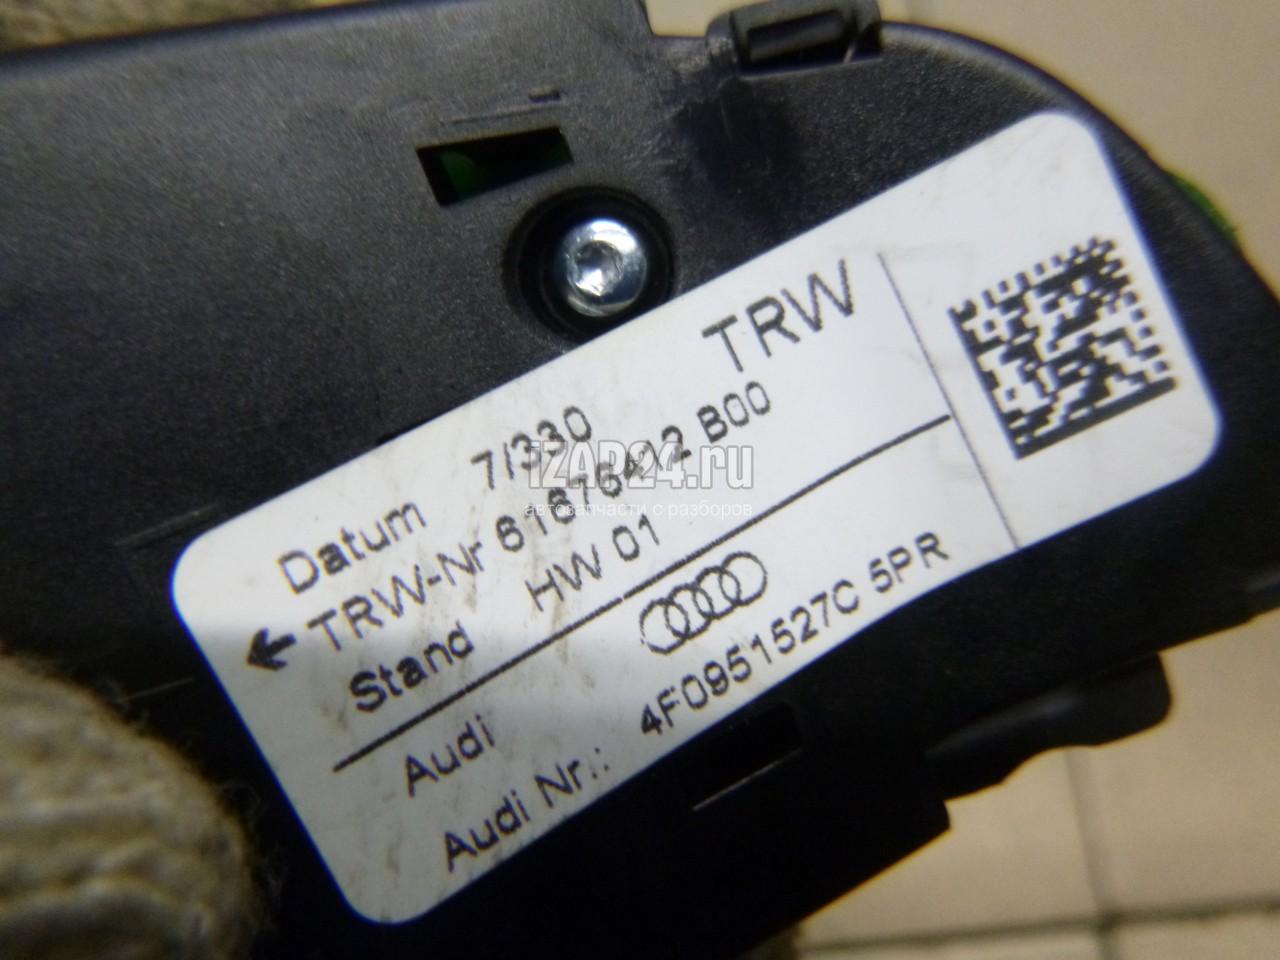 TRW
Datum 7/330
TRW-Nr 61676412 B00
Stand HW 01
Audi
Audi Nr.: 4F0951527C 5PR
iZAP24.ru
автозапчасти с разборов